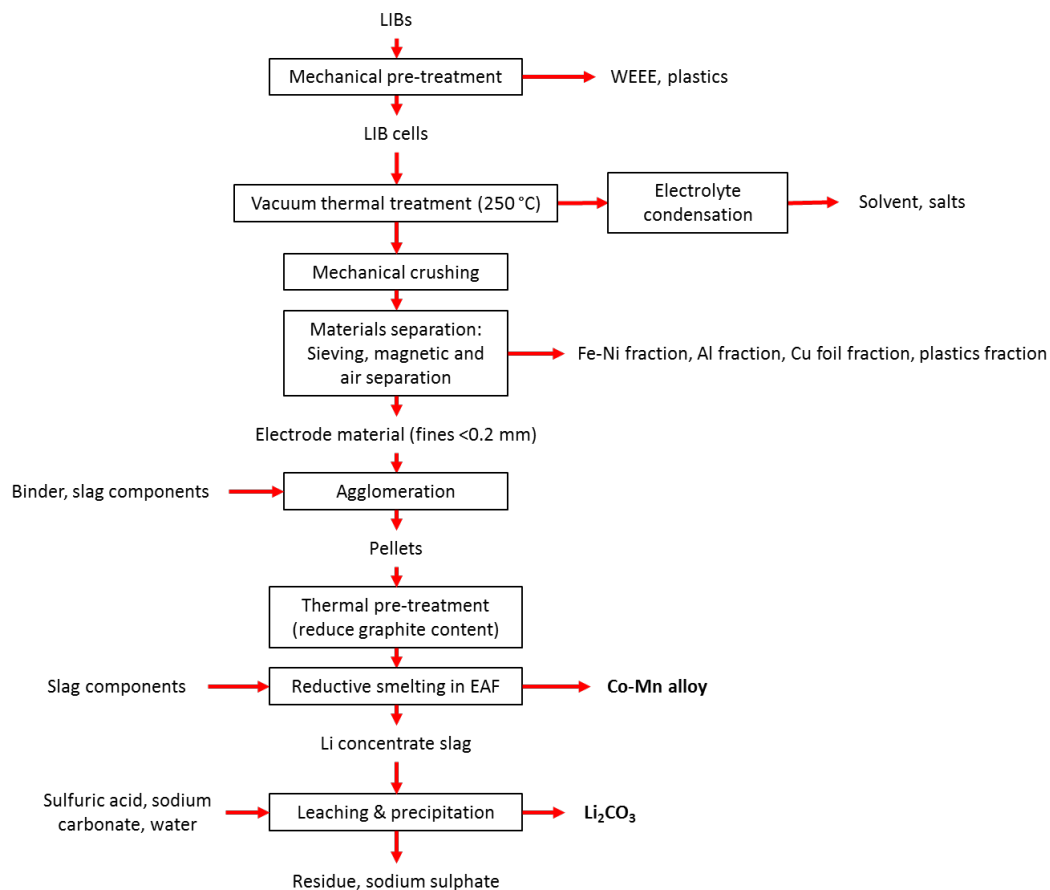 LIBs
Mechanical pre-treatment
WEEE, plastics
LIB cells
Vacuum thermal treatment (250 °C)
Electrolyte
condensation
Solvent, salts
Mechanical crushing
Materials separation:
Sieving, magnetic and
air separation
Fe-Ni fraction, Al fraction, Cu foil fraction, plastics fraction
Electrode material (fines <0.2 mm)
Binder, slag components
Agglomeration
Pellets
Thermal pre-treatment
(reduce graphite content)
Slag components
Reductive smelting in EAF
Co-Mn alloy
Li concentrate slag
Sulfuric acid, sodium
carbonate, water
Leaching & precipitation
Li₂CO₃
Residue, sodium sulphate